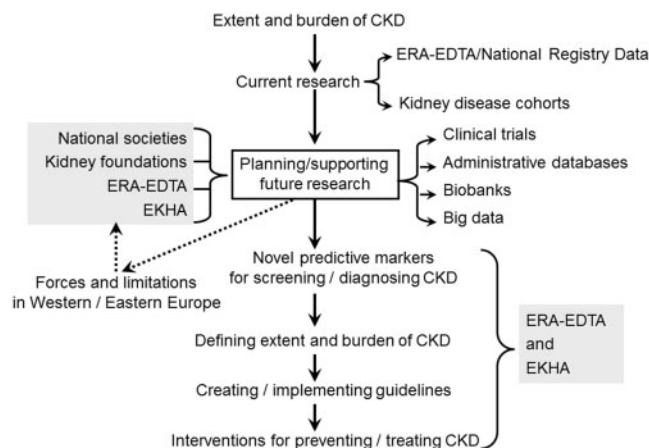 Extent and burden of CKD
Current research
ERA-EDTA/National Registry Data
Kidney disease cohorts
National societies
Kidney foundations
ERA-EDTA
EKHA
Planning/supporting
future research
Clinical trials
Administrative databases
Biobanks
Big data
Forces and limitations
in Western / Eastern Europe
Novel predictive markers
for screening / diagnosing CKD
Defining extent and burden of CKD
Creating / implementing guidelines
Interventions for preventing / treating CKD
ERA-EDTA
and
EKHA